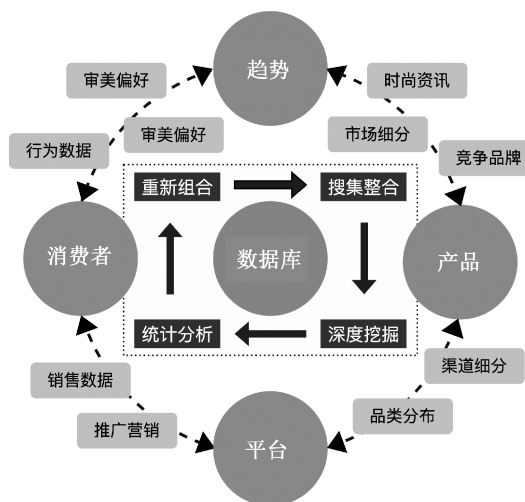 趋势
审美偏好
时尚资讯
审美偏好
市场细分
行为数据
竞争品牌
重新组合
搜集整合
消费者
数据库
产品
统计分析
深度挖掘
渠道细分
销售数据
品类分布
推广营销
平台